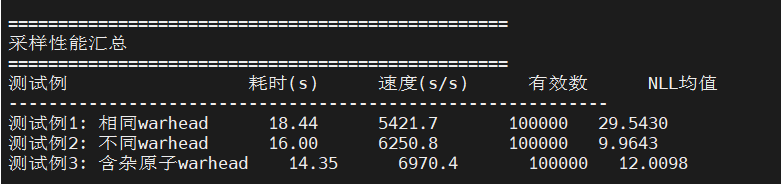 ==================================================
采样性能汇总
==================================================
测试例 耗时(s) 速度(s/s) 有效数 NLL均值
------------------------------------------------------------
测试例1: 相同warhead 18.44 5421.7 100000 29.5430
测试例2: 不同warhead 16.00 6250.8 100000 9.9643
测试例3: 含杂原子warhead 14.35 6970.4 100000 12.0098